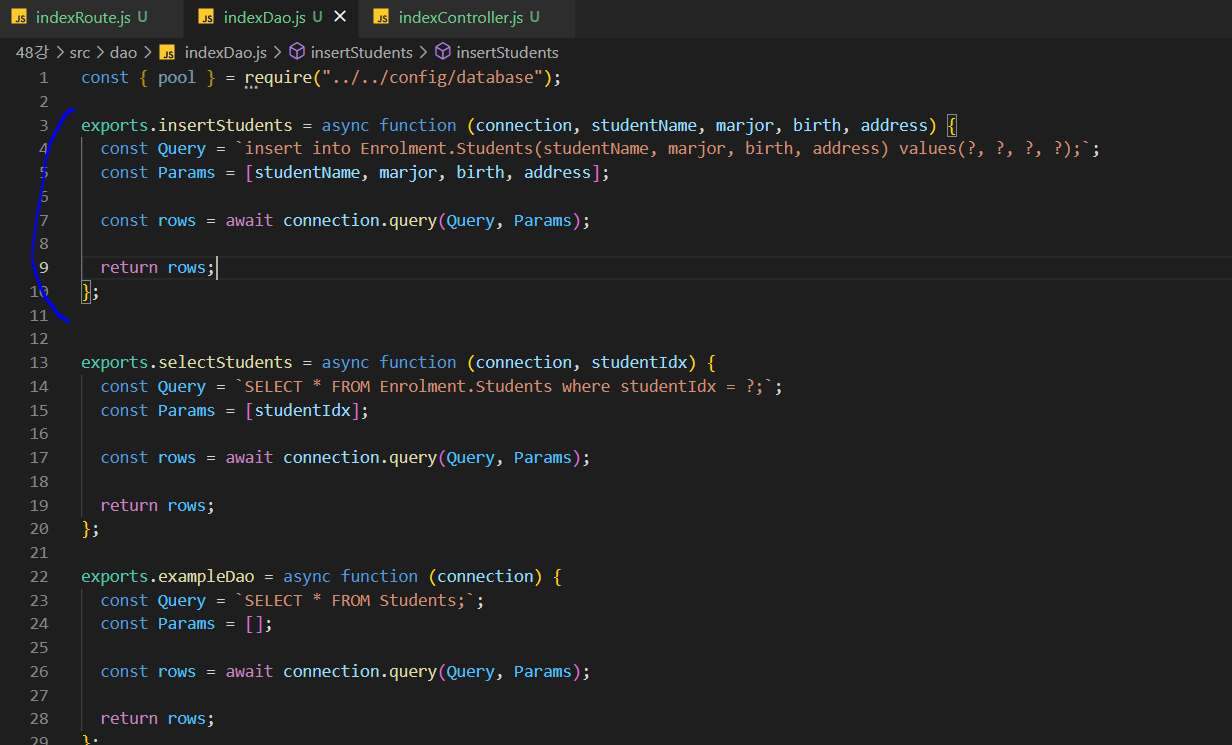 JS indexRoute.js U JS indexDao.js U × JS indexController.js U
48강 > src > dao > JS indexDao.js > insertStudents > insertStudents
1 const { pool } = require("../../config/database");
2
3 exports.insertStudents = async function (connection, studentName, marjor, birth, address) {
4 const Query = `insert into Enrolment.Students(studentName, marjor, birth, address) values(?, ?, ?, ?);`;
5 const Params = [studentName, marjor, birth, address];
6
7 const rows = await connection.query(Query, Params);
8
9 return rows;
10 };
11
12
13 exports.selectStudents = async function (connection, studentIdx) {
14 const Query = `SELECT * FROM Enrolment.Students where studentIdx = ?;`;
15 const Params = [studentIdx];
16
17 const rows = await connection.query(Query, Params);
18
19 return rows;
20 };
21
22 exports.exampleDao = async function (connection) {
23 const Query = `SELECT * FROM Students;`;
24 const Params = [];
25
26 const rows = await connection.query(Query, Params);
27
28 return rows;
29 };